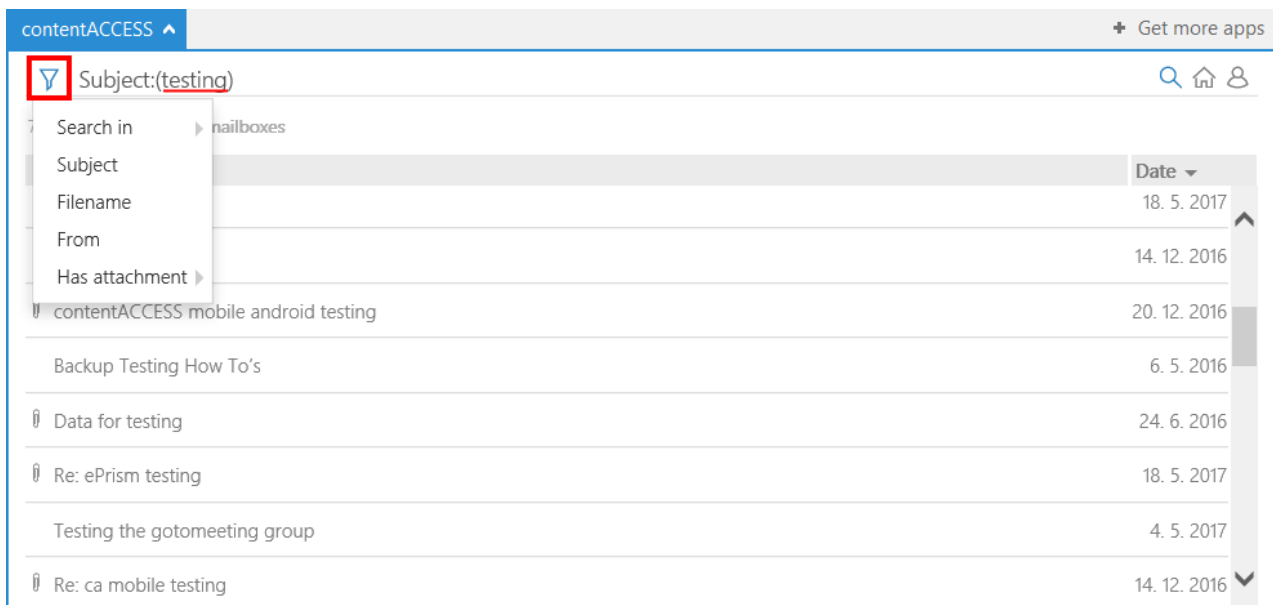 contentACCESS
Get more apps
Subject:(testing)
7 mailboxes
Search in
Subject
Filename
From
Has attachment
Date
18. 5. 2017
14. 12. 2016
contentACCESS mobile android testing 20. 12. 2016
Backup Testing How To's 6. 5. 2016
Data for testing 24. 6. 2016
Re: ePrism testing 18. 5. 2017
Testing the gotomeeting group 4. 5. 2017
Re: ca mobile testing 14. 12. 2016